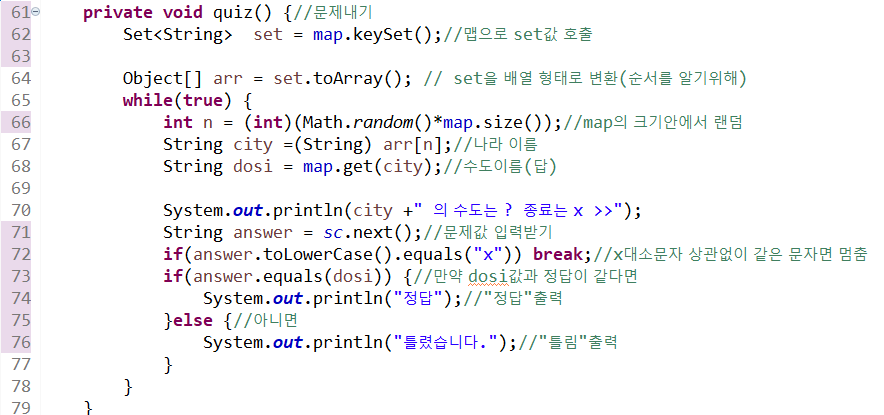 61 private void quiz() {//문제내기
62 Set<String>  set = map.keySet();//맵으로 set값 호출
63
64 Object[] arr = set.toArray(); // set을 배열 형태로 변환(순서를 알기위해)
65 while(true) {
66 int n = (int)(Math.random()*map.size());//map의 크기안에서 랜덤
67 String city =(String) arr[n];//나라 이름
68 String dosi = map.get(city);//수도이름(답)
69
70 System.out.println(city +" 의 수도는 ? 종료는 x >>");
71 String answer = sc.next();//문제값 입력받기
72 if(answer.toLowerCase().equals("x")) break;//x대소문자 상관없이 같은 문자면 멈춤
73 if(answer.equals(dosi)) {//만약 dosi값과 정답이 같다면
74 System.out.println("정답");//"정답"출력
75 }else {//아니면
76 System.out.println("틀렸습니다.");//"틀림"출력
77 }
78 }
79 }